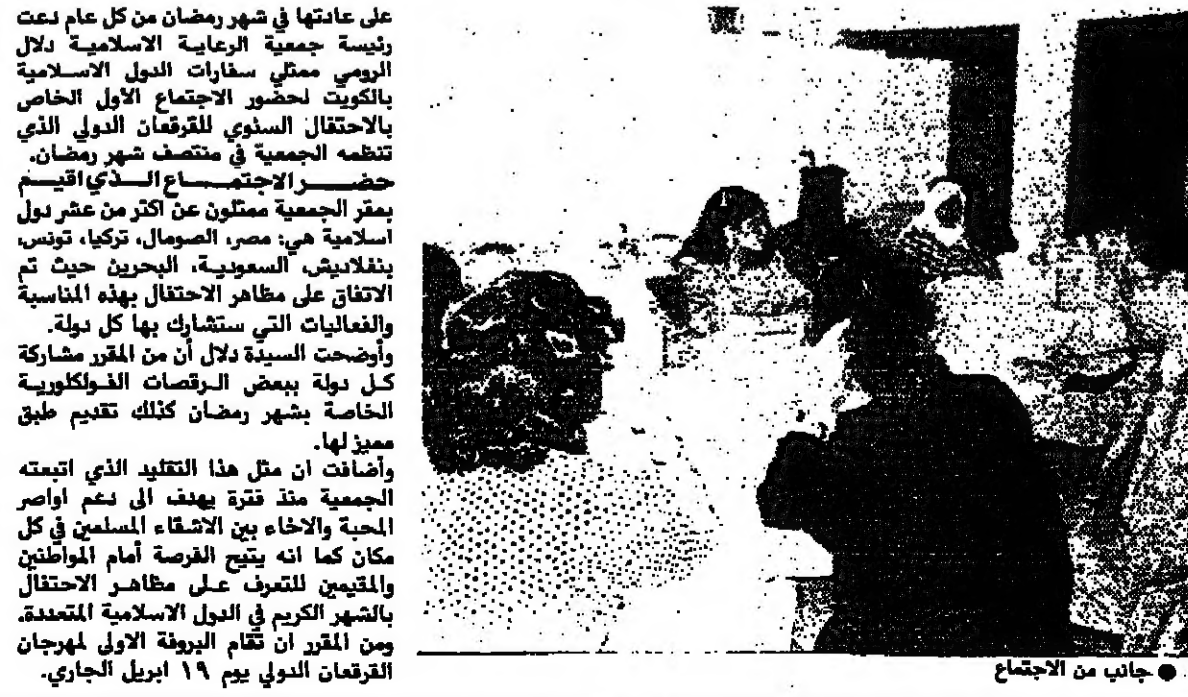 على عادتها في شهر رمضان من كل عام دعت
رئيسة جمعية الرعاية الاسلامية دلال
الرومي ممثلي سفارات الدول الاسلامية
بالكويت لحضور الاجتماع الأول الخاص
بالاحتفال السنوي للقرقعان الدولي الذي
تنظمه الجمعية في منتصف شهر رمضان.
حضر الاجتماع الذي اقيم
بمقر الجمعية ممثلون عن اكثر من عشر دول
اسلامية هي: مصر، الصومال، تركيا، تونس،
بنغلاديش، السعودية، البحرين حيث تم
الاتفاق على مظاهر الاحتفال بهذه المناسبة
والفعاليات التي ستشارك بها كل دولة.
وأوضحت السيدة دلال أن من المقرر مشاركة
كل دولة ببعض الرقصات الفولكلورية
الخاصة بشهر رمضان كذلك تقديم طبق
مميز لها.
وأضافت ان مثل هذا التقليد الذي اتبعته
الجمعية منذ فترة يهدف الى دعم اواصر
المحبة والاخاء بين الاشقاء المسلمين في كل
مكان كما انه يتيح الفرصة أمام المواطنين
والمقيمين للتعرف على مظاهر الاحتفال
بالشهر الكريم في الدول الاسلامية المتعددة.
ومن المقرر ان تقام البروفة الاولى لمهرجان
القرقعان الدولي يوم ١٩ ابريل الجاري.
● جانب من الاجتماع